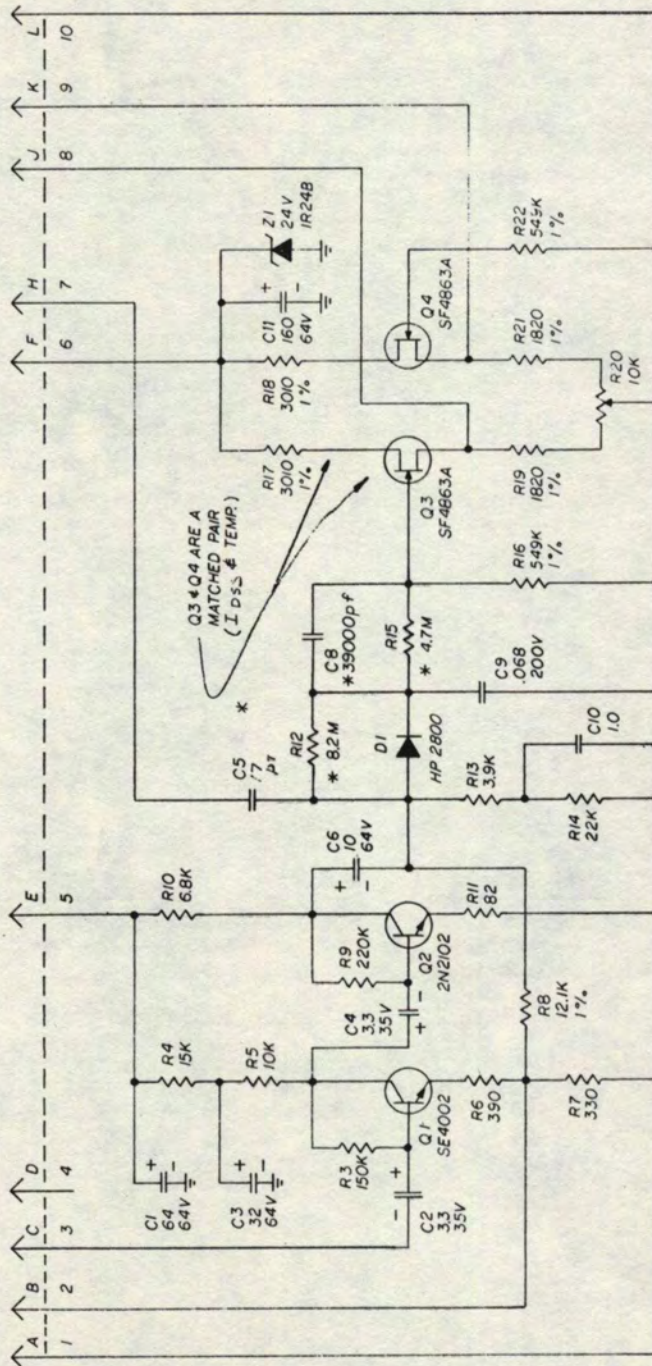 A B C D E F H J K L
1 2 3 4 5 6 7 8 9 10
C1
64
64V
R4
15K
C3
32
64V
R5
10K
R3
150K
C2
3.3
35V
Q1
SE4002
R6
390
R7
330
C4
3.3
35V
R10
6.8K
R9
220K
Q2
2N2102
R11
82
R8
12.1K
1%
C6
10
64V
C5
R12
* 8.2M
D1
HP 2800
R13
3.9K
R14
22K
C10
1.0
C8
*39000pf
R15
* 4.7M
C9
.068
200V
R16
549K
1%
* Q3 & Q4 ARE A
MATCHED PAIR
(IDSS & TEMP.)
R17
3010
1%
R18
3010
1%
C11
160
64V
Z1
24V
1R24B
Q3
SF4863A
Q4
SF4863A
R19
1820
1%
R21
1820
1%
R20
10K
R22
549K
1%